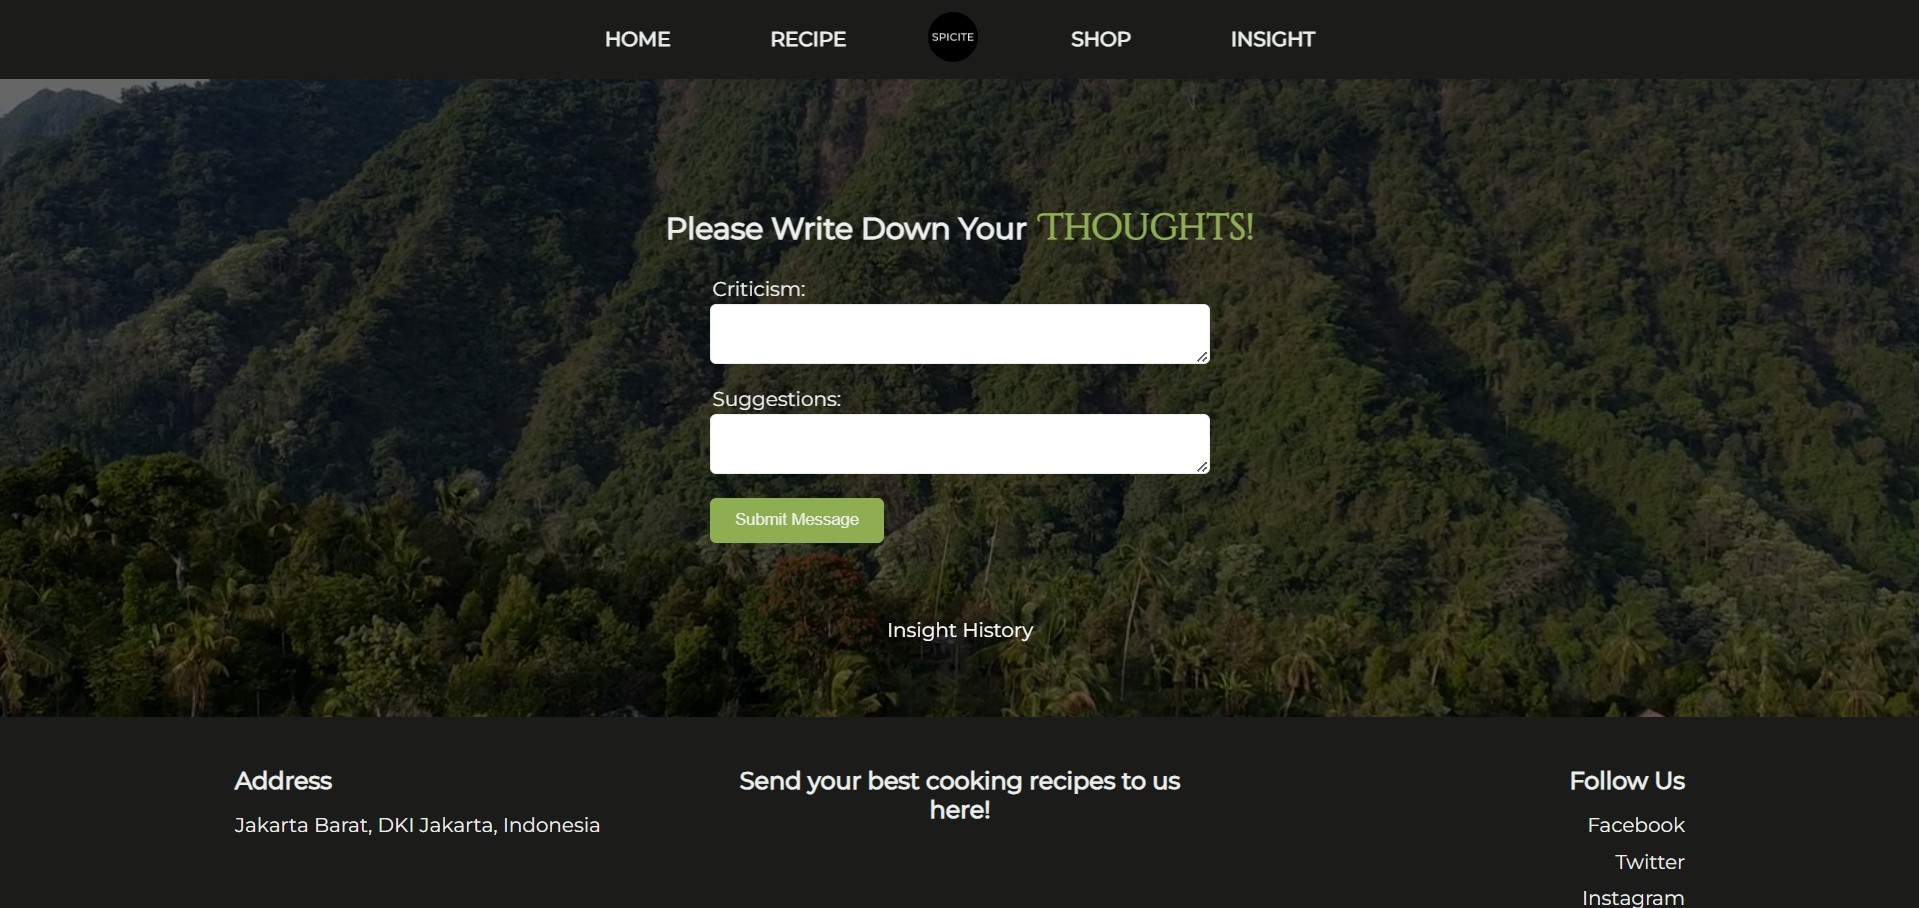 HOME RECIPE SPICITE SHOP INSIGHT
Please Write Down Your THOUGHTS!
Criticism:
Suggestions:
Submit Message
Insight History
Address
Jakarta Barat, DKI Jakarta, Indonesia
Send your best cooking recipes to us
here!
Follow Us
Facebook
Twitter
Instagram